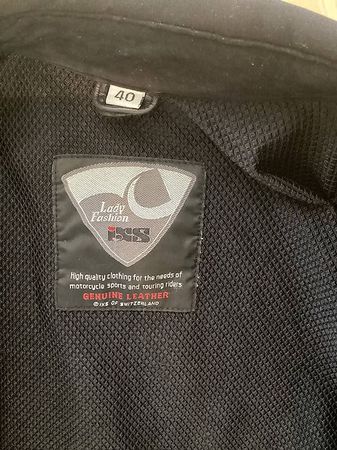 40
Lady
Fashion
iXS
High quality clothing for the needs of
motorcycle sports and touring riders
GENUINE LEATHER
©IXS OF SWITZERLAND